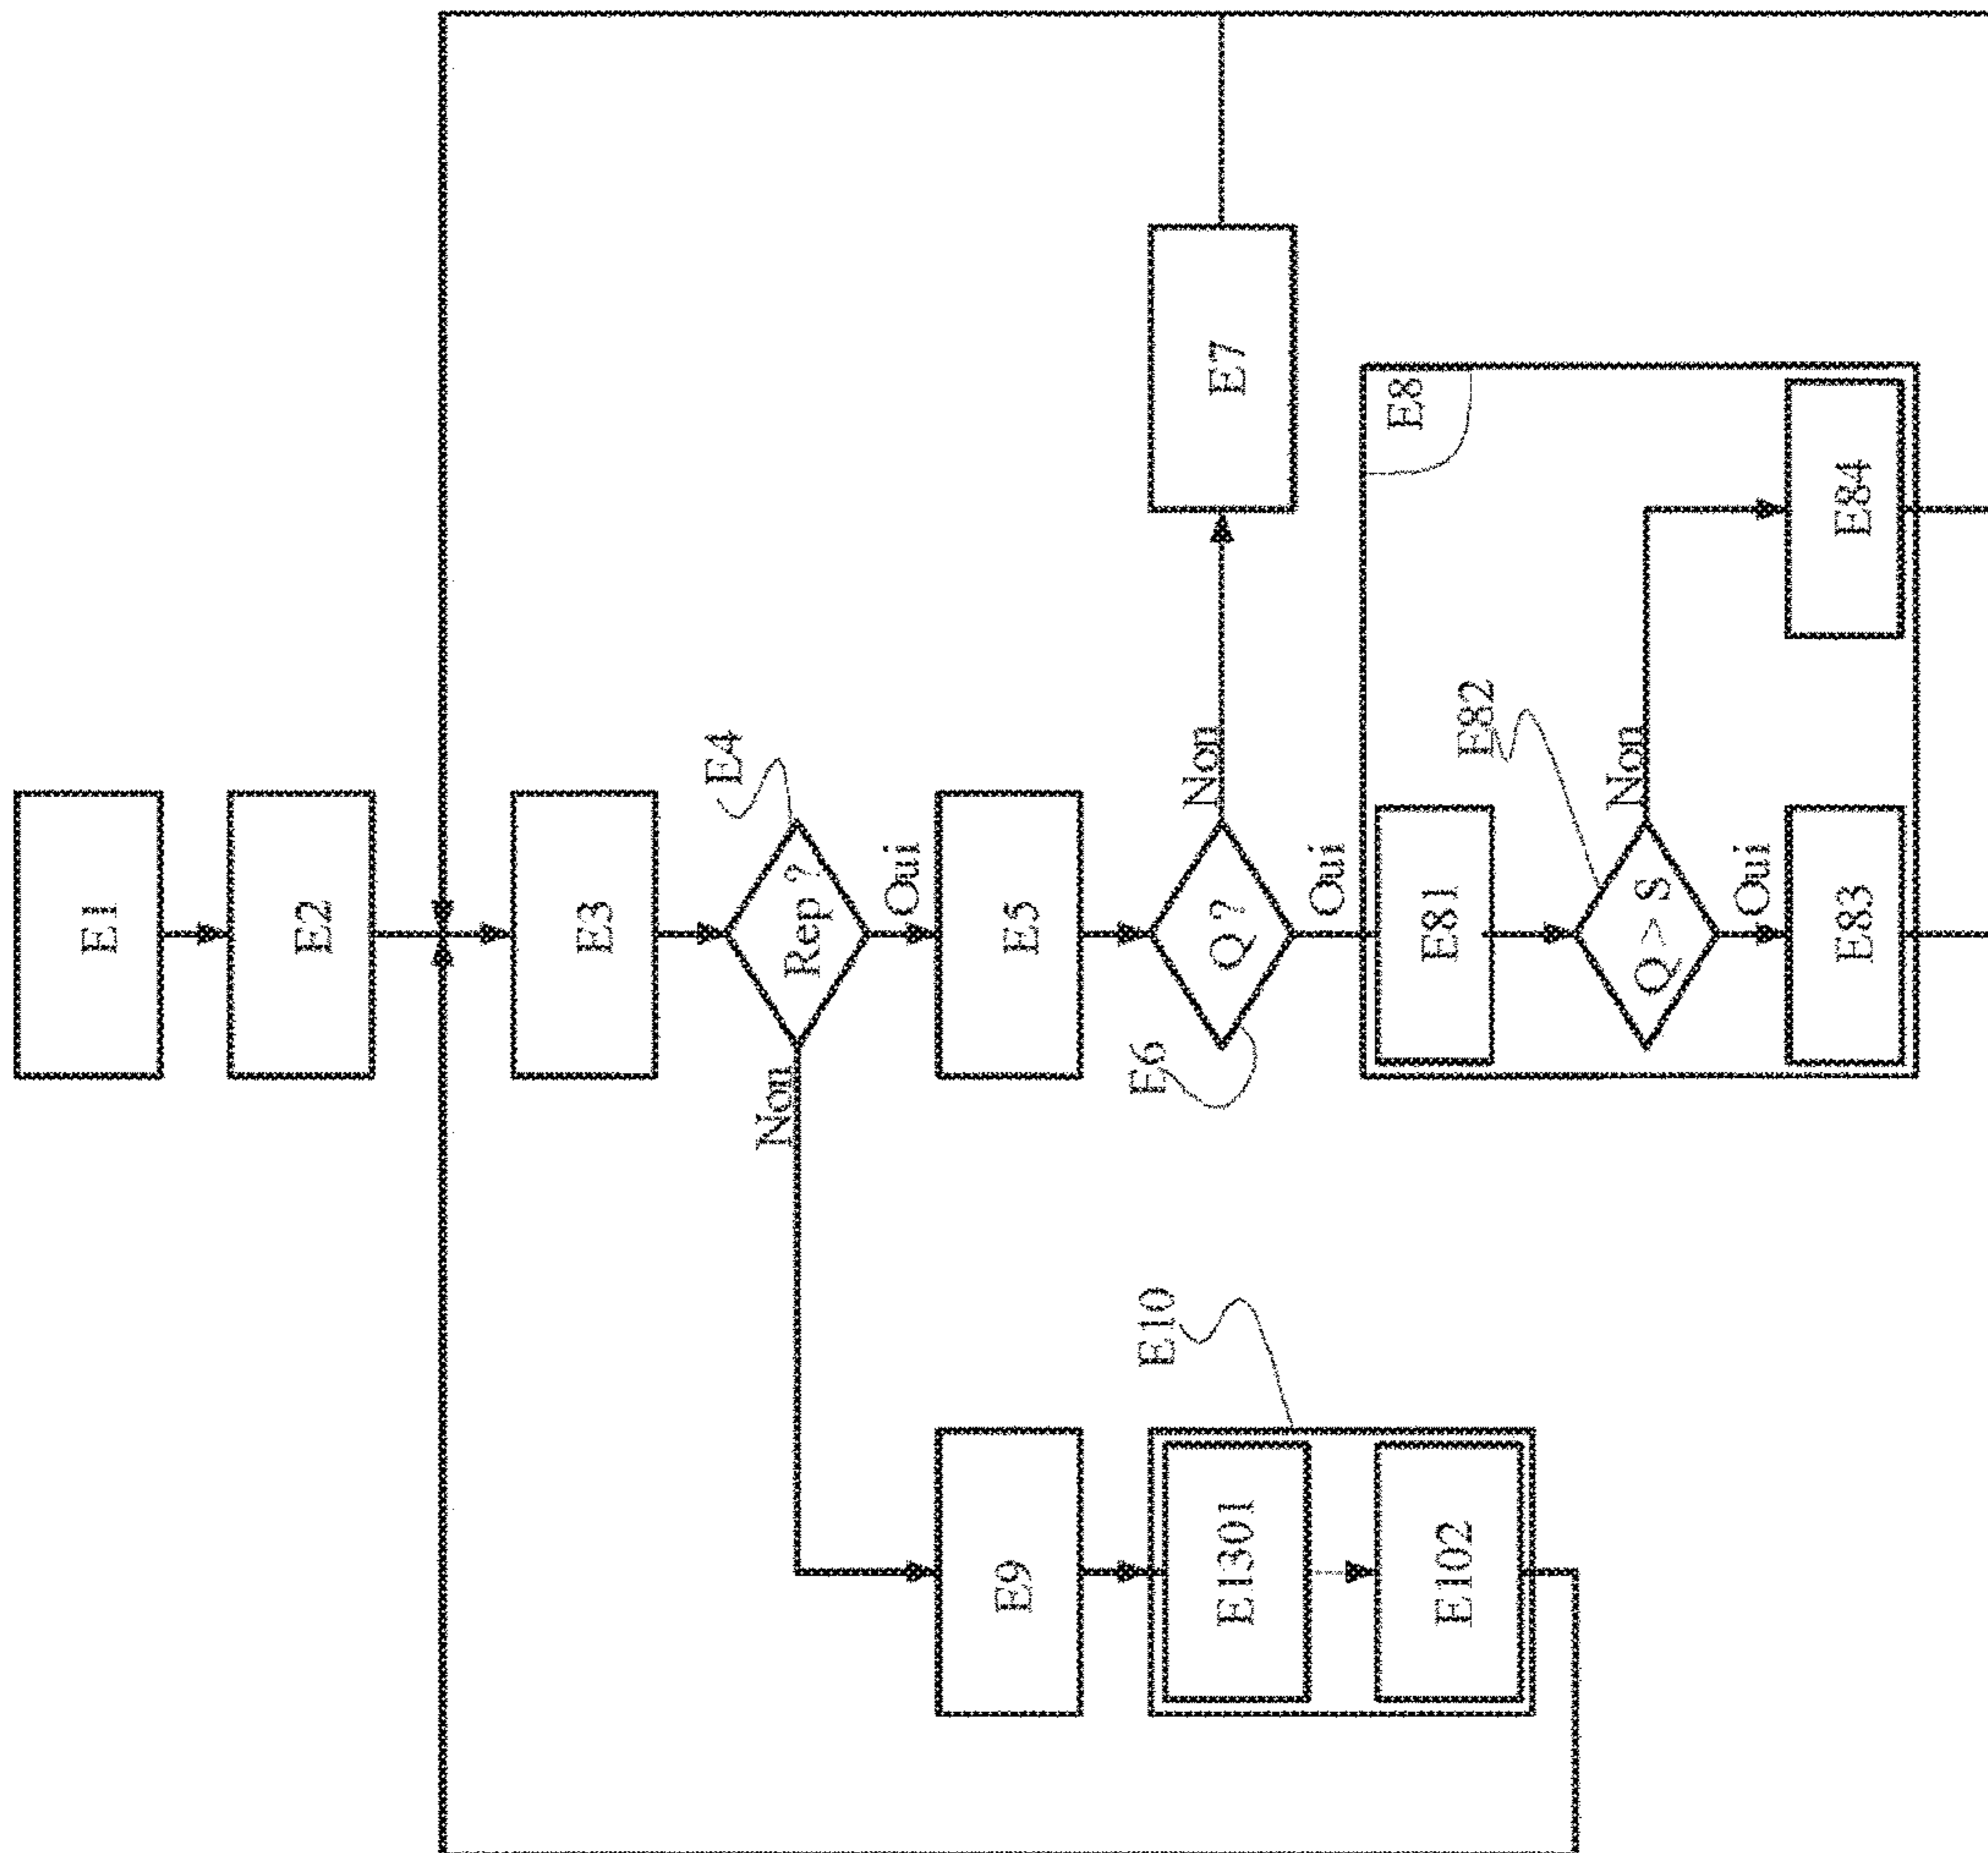 E1
E2
E3
E4
Rep ?
Non
Oui
E5
E6
Q ?
Non
Oui
E7
E8
E81
E82
Q > S
Non
Oui
E83
E84
E9
E10
E1301
E102